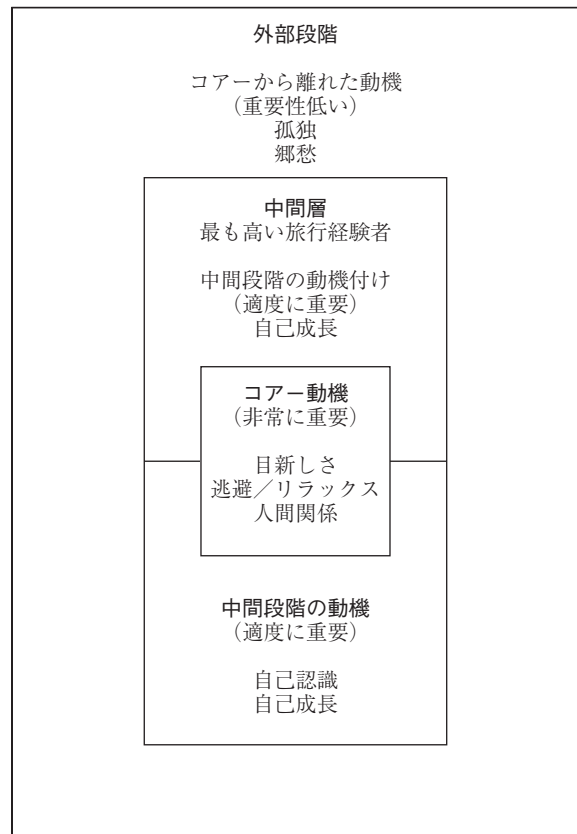 外部段階
コアーから離れた動機
（重要性低い）
孤独
郷愁
中間層
最も高い旅行経験者
中間段階の動機付け
（適度に重要）
自己成長
コアー動機
（非常に重要）
目新しさ
逃避／リラックス
人間関係
中間段階の動機
（適度に重要）
自己認識
自己成長